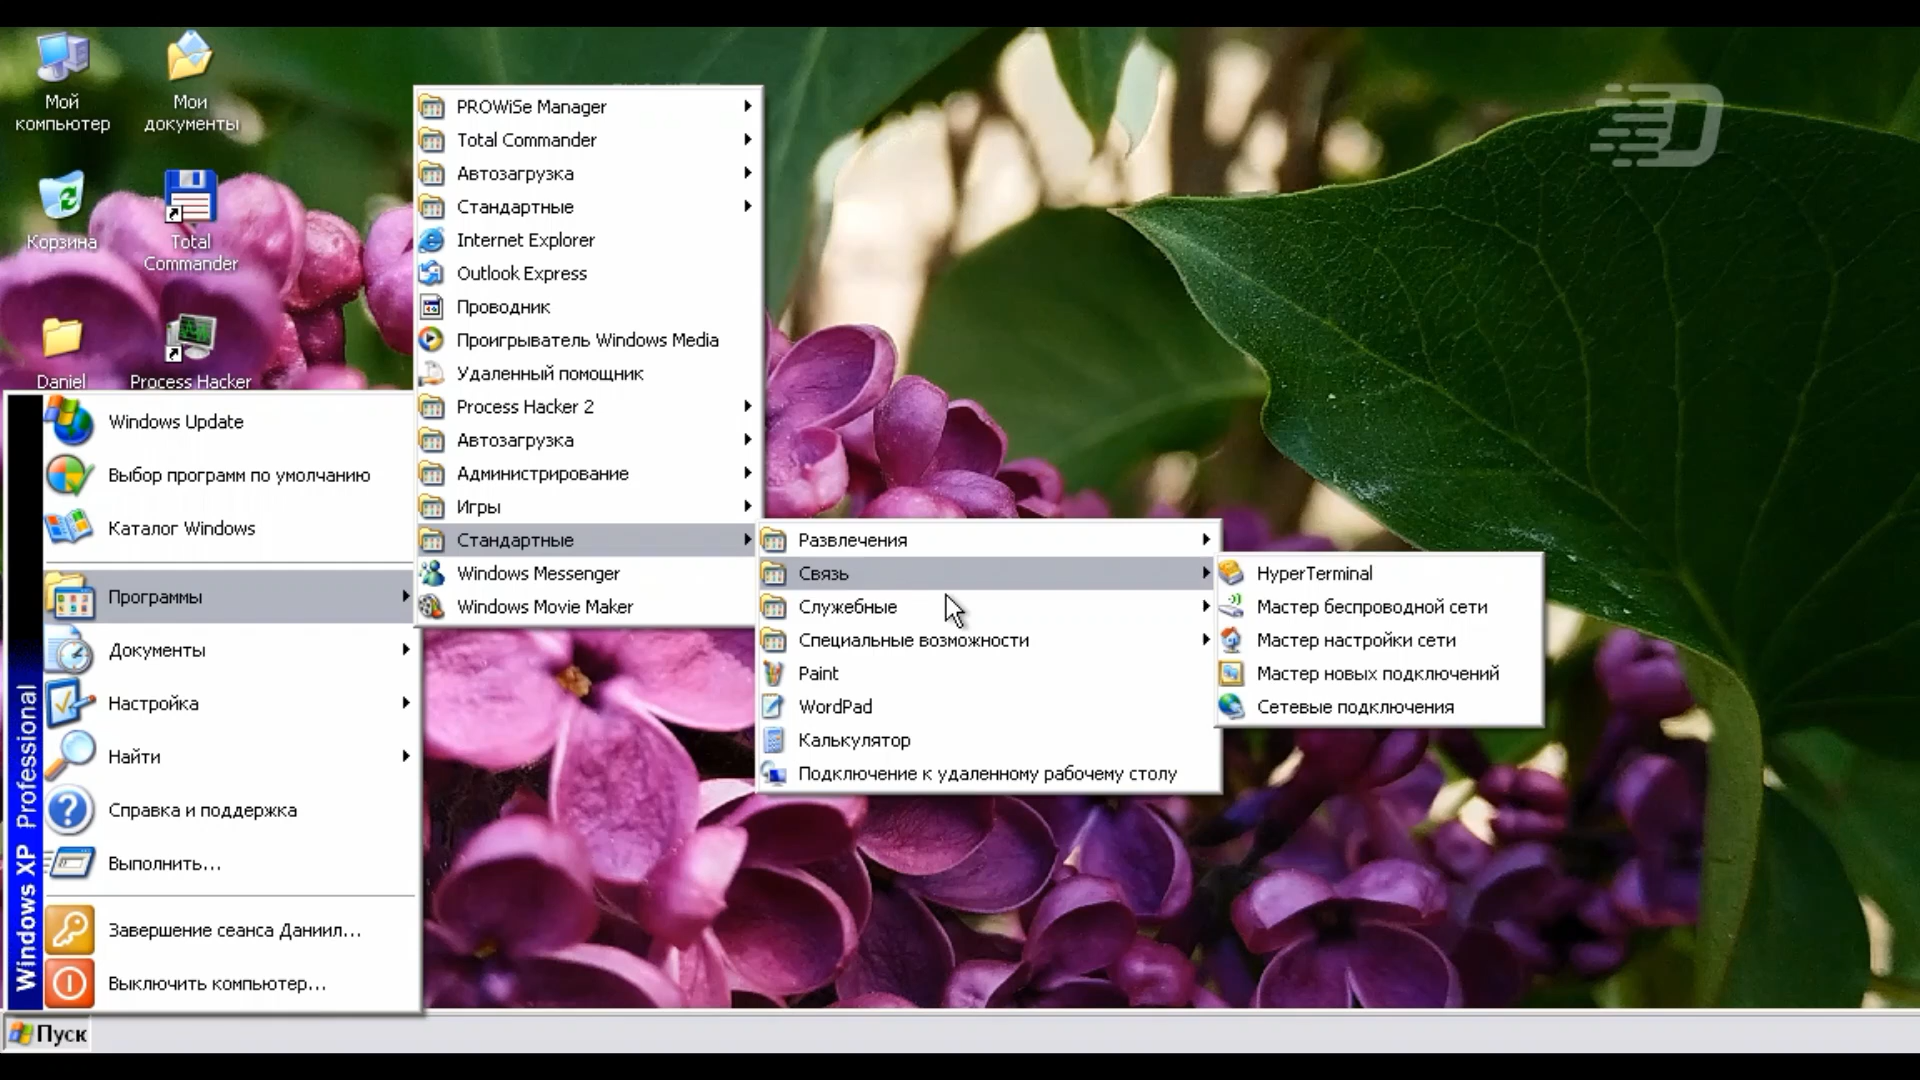 Мой
компьютер
Мои
документы
Корзина
Total
Commander
Daniel
Process Hacker
Windows Update
Выбор программ по умолчанию
Каталог Windows
Программы
Документы
Настройка
Найти
Справка и поддержка
Выполнить...
Завершение сеанса Даниил...
Выключить компьютер...
Windows XP Professional
Пуск
PROWiSe Manager
Total Commander
Автозагрузка
Стандартные
Internet Explorer
Outlook Express
Проводник
Проигрыватель Windows Media
Удаленный помощник
Process Hacker 2
Автозагрузка
Администрирование
Игры
Стандартные
Windows Messenger
Windows Movie Maker
Развлечения
Связь
Служебные
Специальные возможности
Paint
WordPad
Калькулятор
Подключение к удаленному рабочему столу
HyperTerminal
Мастер беспроводной сети
Мастер настройки сети
Мастер новых подключений
Сетевые подключения